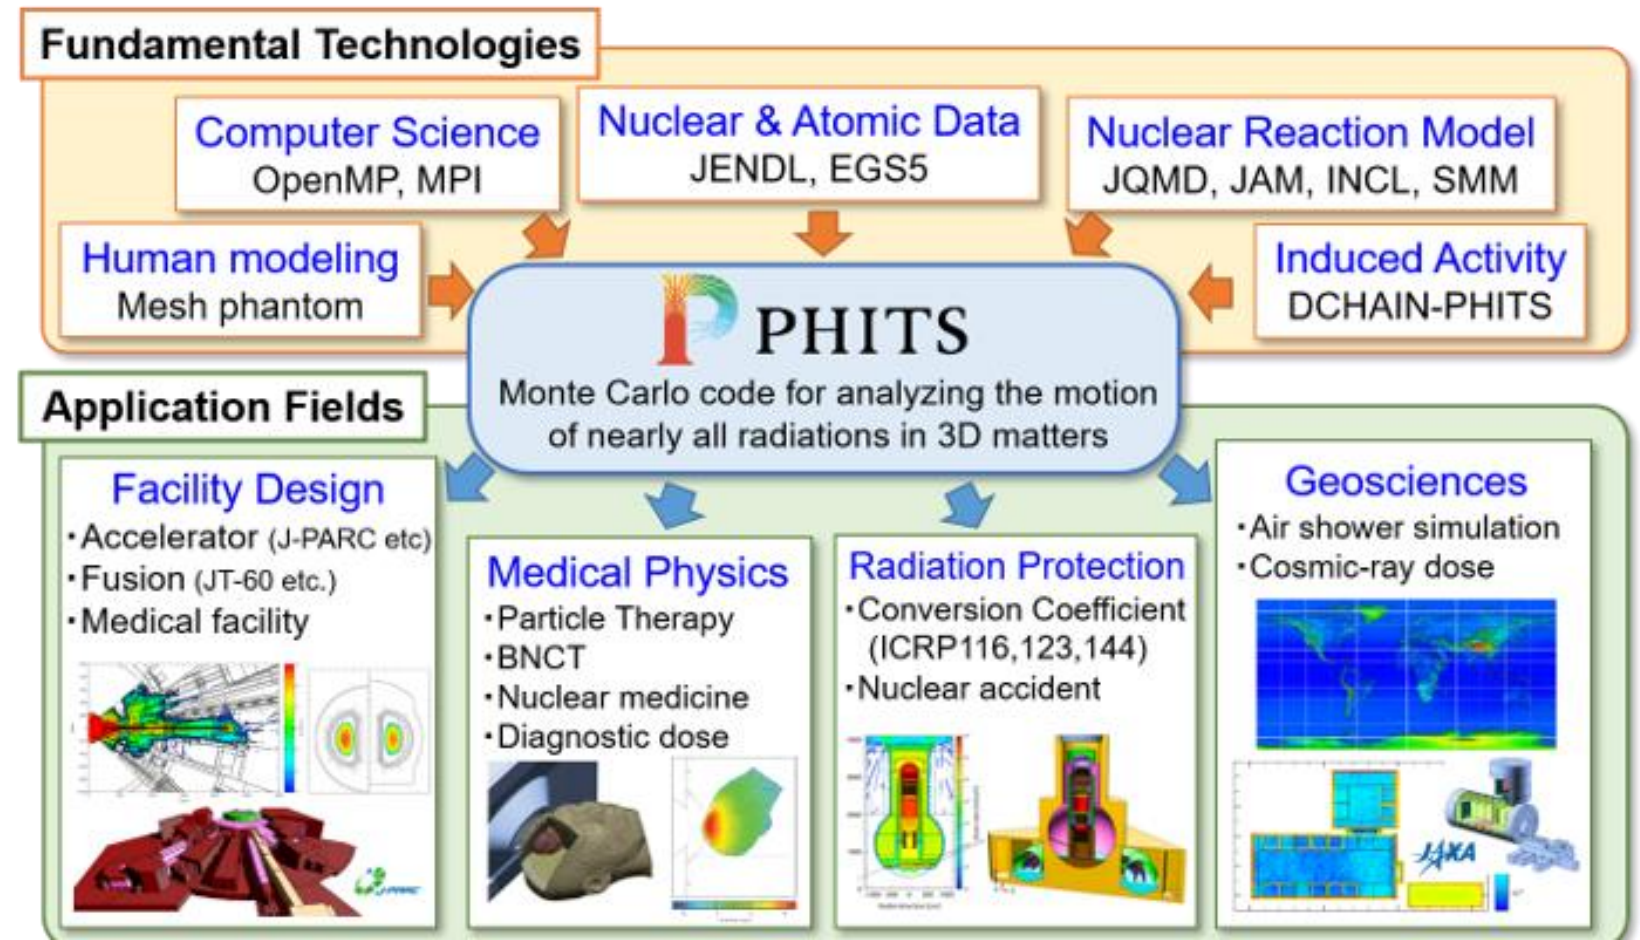 Fundamental Technologies
Computer Science
OpenMP, MPI
Nuclear & Atomic Data
JENDL, EGS5
Nuclear Reaction Model
JQMD, JAM, INCL, SMM
Human modeling
Mesh phantom
Induced Activity
DCHAIN-PHITS
PHITS
Monte Carlo code for analyzing the motion
of nearly all radiations in 3D matters
Application Fields
Facility Design
・Accelerator (J-PARC etc)
・Fusion (JT-60 etc.)
・Medical facility
J-PARC
Medical Physics
・Particle Therapy
・BNCT
・Nuclear medicine
・Diagnostic dose
Radiation Protection
・Conversion Coefficient
(ICRP116,123,144)
・Nuclear accident
Geosciences
・Air shower simulation
・Cosmic-ray dose
JAXA